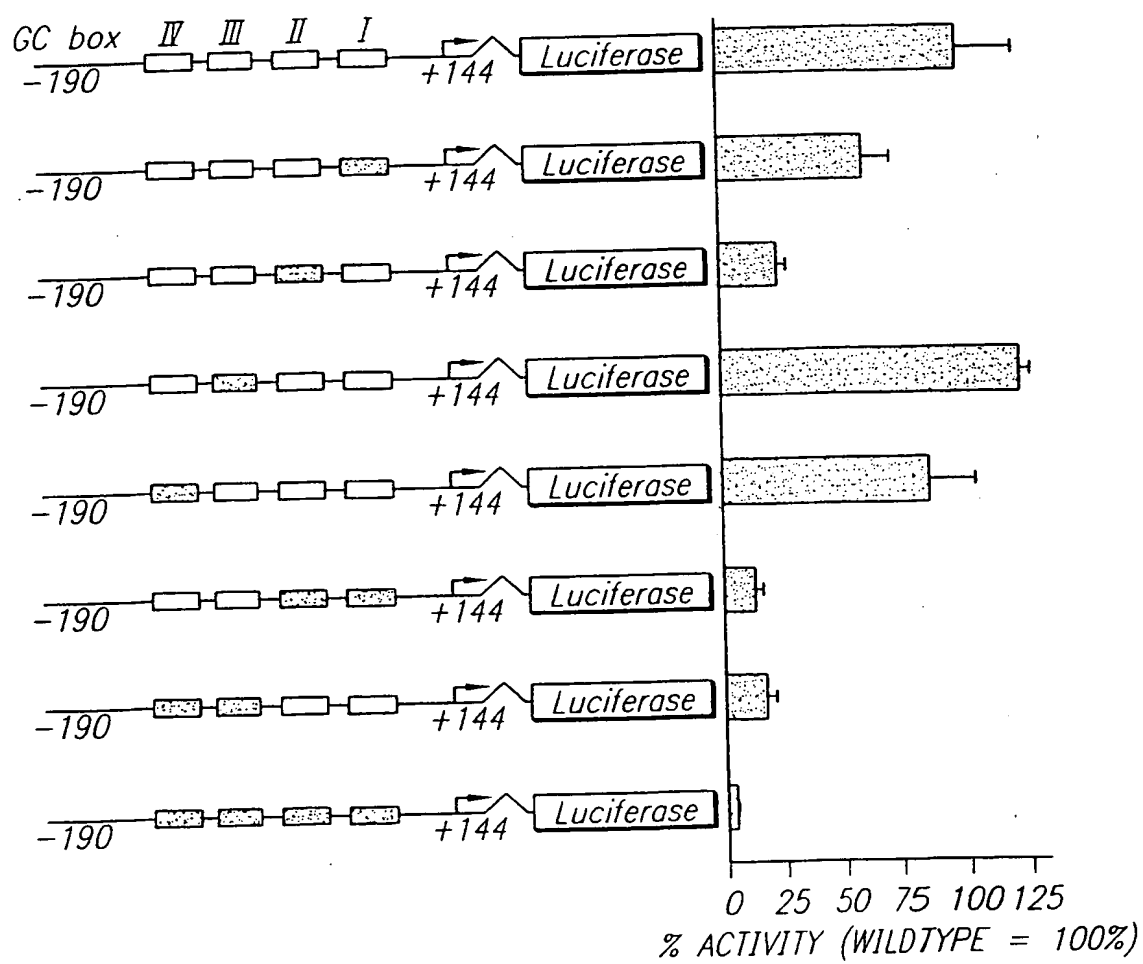 GC box IV III II I
-190 +144 Luciferase
-190 +144 Luciferase
-190 +144 Luciferase
-190 +144 Luciferase
-190 +144 Luciferase
-190 +144 Luciferase
-190 +144 Luciferase
-190 +144 Luciferase
0 25 50 75 100 125
% ACTIVITY (WILDTYPE = 100%)